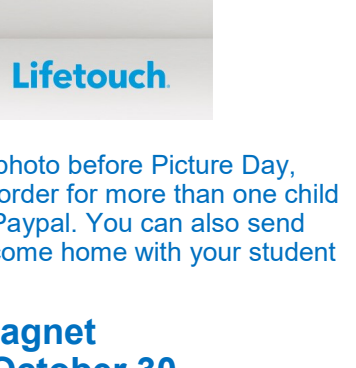 Lifetouch.
photo before Picture Day,
order for more than one child
Paypal. You can also send
come home with your student
agnet
October 30